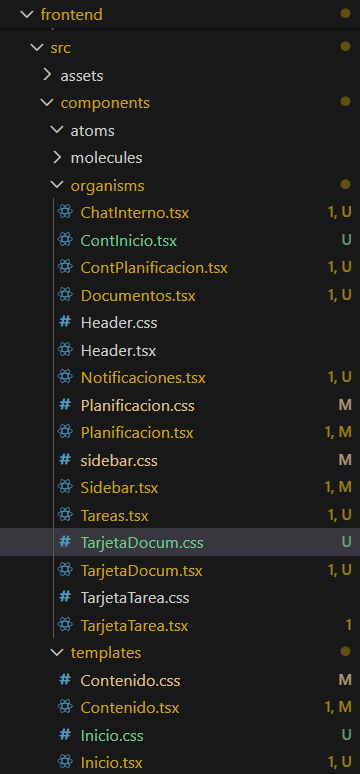 frontend
src
assets
components
atoms
molecules
organisms
ChatInterno.tsx 1, U
ContInicio.tsx U
ContPlanificacion.tsx 1, U
Documentos.tsx 1, U
# Header.css
Header.tsx
Notificaciones.tsx 1, U
# Planificacion.css M
Planificacion.tsx 1, M
# sidebar.css M
Sidebar.tsx 1, M
Tareas.tsx 1, U
# TarjetaDocum.css U
TarjetaDocum.tsx 1, U
# TarjetaTarea.css
TarjetaTarea.tsx 1
templates
# Contenido.css M
Contenido.tsx 1, M
# Inicio.css U
Inicio.tsx 1, U